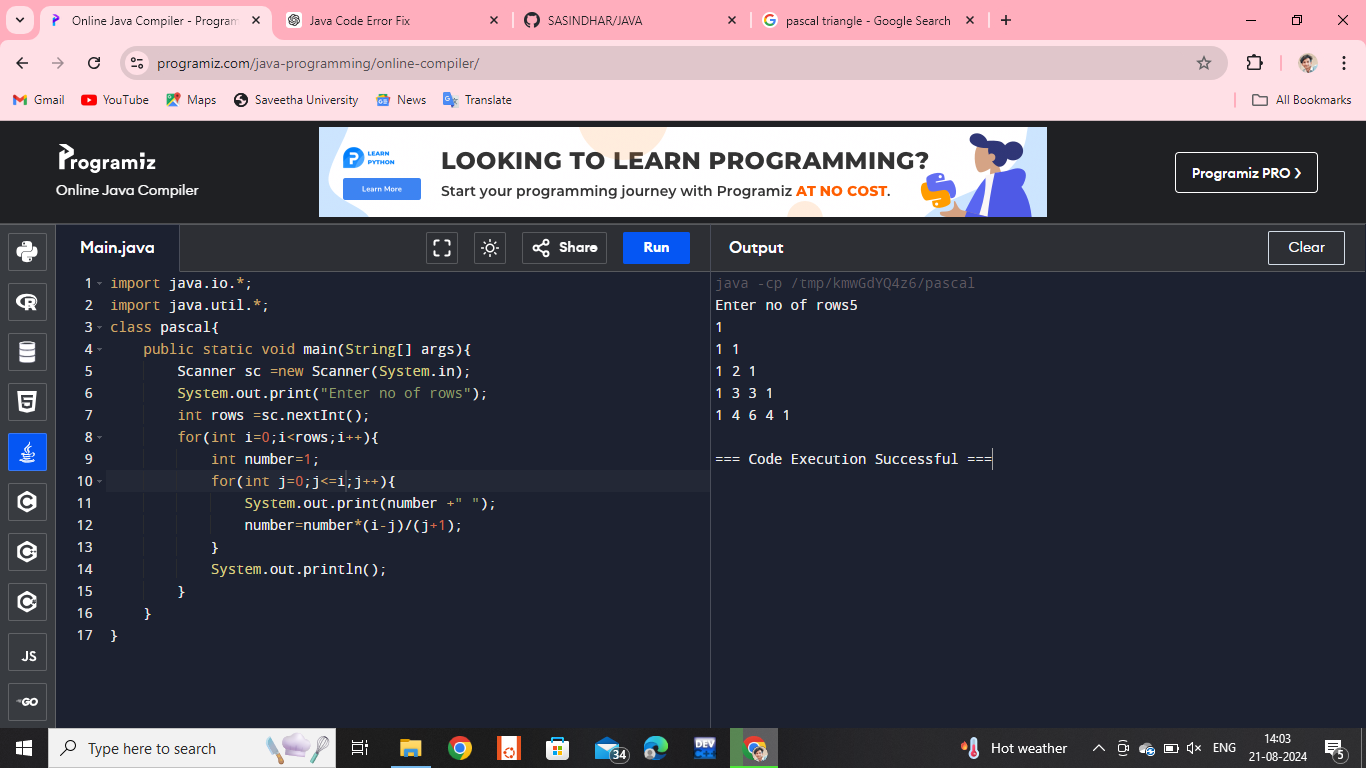 Online Java Compiler - Program
Java Code Error Fix
SASINDHAR/JAVA
pascal triangle - Google Search
programiz.com/java-programming/online-compiler/
Gmail
YouTube
Maps
Saveetha University
News
Translate
All Bookmarks
Programiz
Online Java Compiler
LEARN
PYTHON
Learn More
LOOKING TO LEARN PROGRAMMING?
Start your programming journey with Programiz AT NO COST.
Programiz PRO
Main.java
Share
Run
Output
Clear
1 import java.io.*;
2 import java.util.*;
3 class pascal{
4 public static void main(String[] args){
5 Scanner sc =new Scanner(System.in);
6 System.out.print("Enter no of rows");
7 int rows =sc.nextInt();
8 for(int i=0;i<rows;i++){
9 int number=1;
10 for(int j=0;j<=i;j++){
11 System.out.print(number +" ");
12 number=number*(i-j)/(j+1);
13 }
14 System.out.println();
15 }
16 }
17 }
java -cp /tmp/kmwGdYQ4z6/pascal
Enter no of rows5
1
1 1
1 2 1
1 3 3 1
1 4 6 4 1
=== Code Execution Successful ===
JS
GO
Type here to search
34
DEV
Hot weather
ENG
14:03
21-08-2024
5